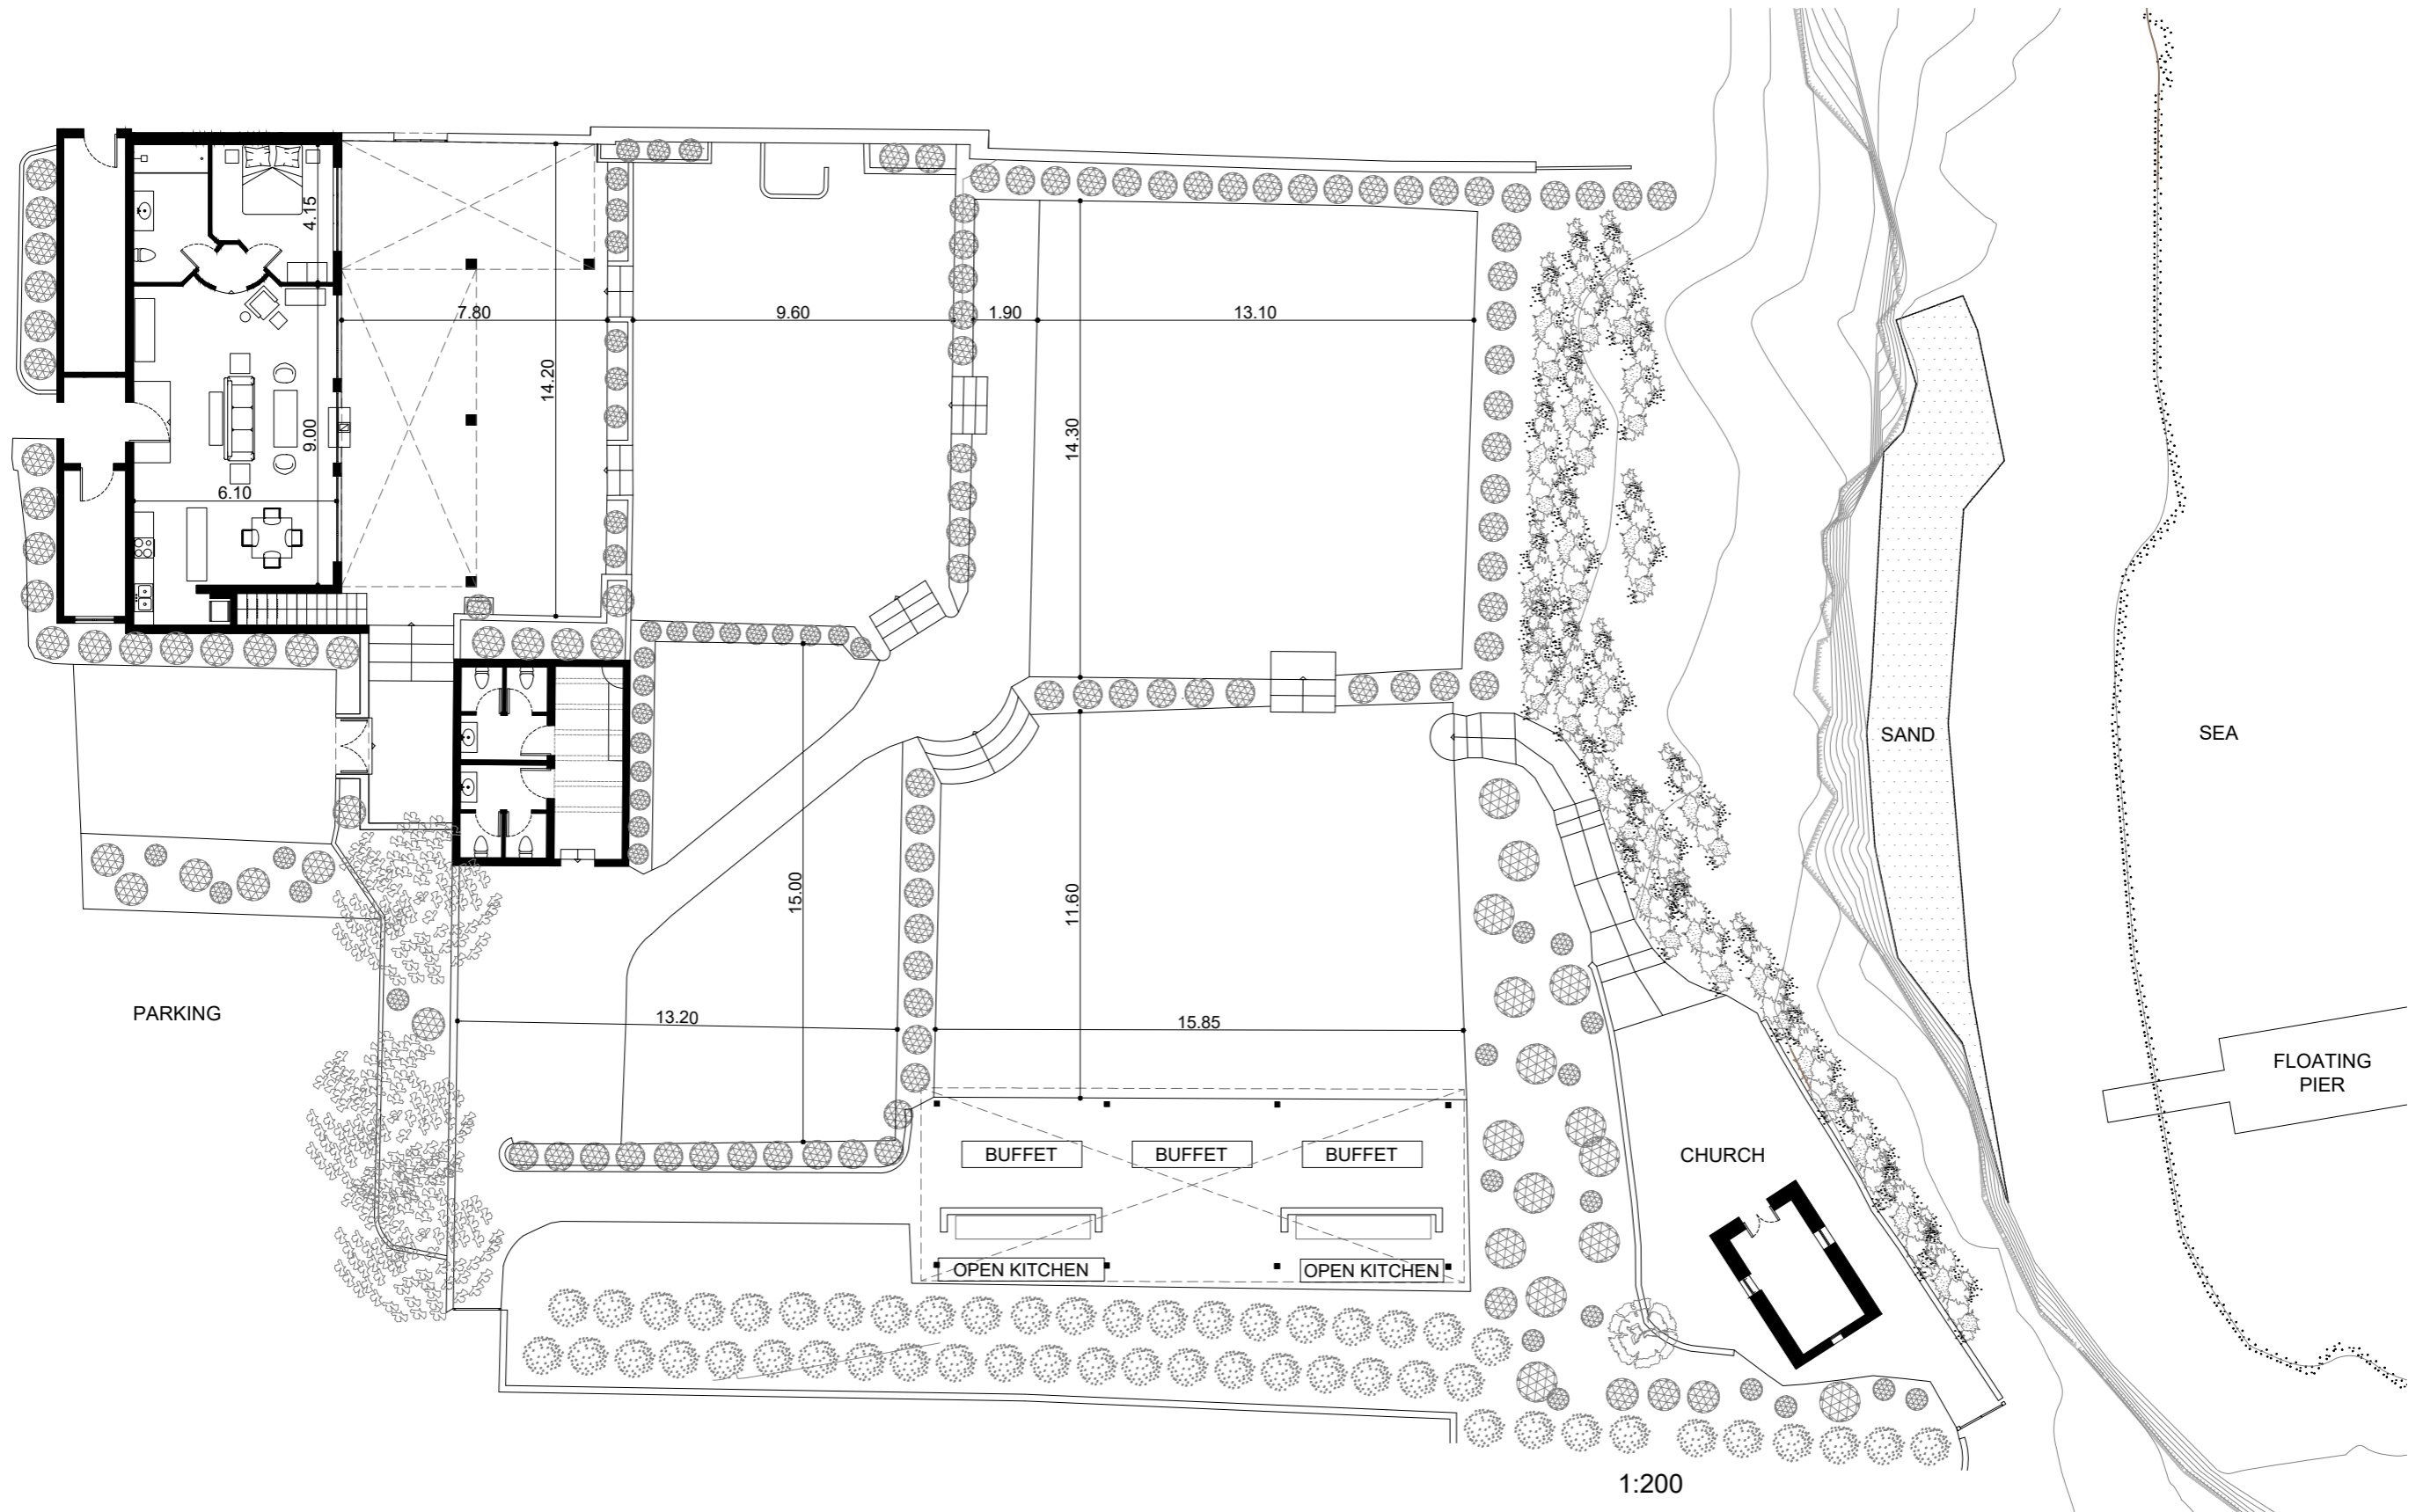 4.15
7.80
9.60
1.90
13.10
14.20
14.30
9.00
6.10
SAND
SEA
15.00
11.60
PARKING
13.20
15.85
FLOATING
PIER
BUFFET
BUFFET
BUFFET
CHURCH
OPEN KITCHEN
OPEN KITCHEN
1:200